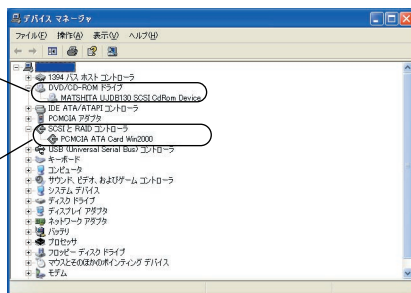 デバイス マネージャ
ファイル(F) 操作(A) 表示(V) ヘルプ(H)
1394 バス ホスト コントローラ
DVD/CD-ROM ドライブ
MATSHITA UJDB130 SCSI CdRom Device
IDE ATA/ATAPI コントローラ
PCMCIA アダプタ
SCSI と RAID コントローラ
PCMCIA ATA Card Win2000
USB (Universal Serial Bus) コントローラ
キーボード
コンピュータ
サウンド、ビデオ、およびゲーム コントローラ
システム デバイス
ディスク ドライブ
ディスプレイ アダプタ
ネットワーク アダプタ
バッテリ
プロセッサ
フロッピー ディスク ドライブ
マウスとそのほかのポインティング デバイス
モデム